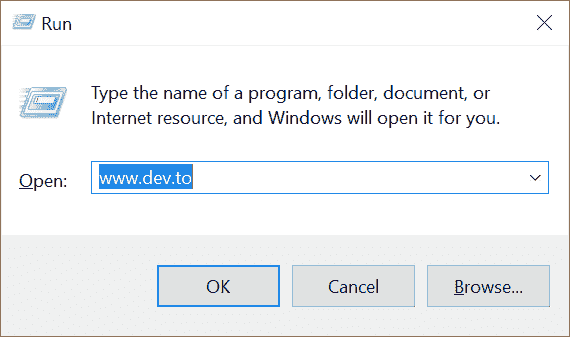 Run
Type the name of a program, folder, document, or
Internet resource, and Windows will open it for you.
Open: www.dev.to
OK Cancel Browse...